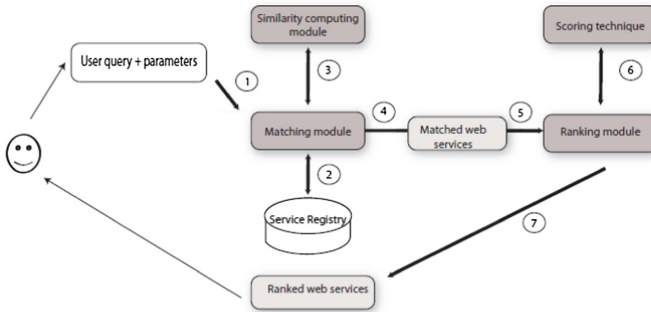 Similarity computing
module
Scoring technique
User query + parameters
1
3
6
Matching module
4
Matched web
services
5
Ranking module
2
Service Registry
7
Ranked web services